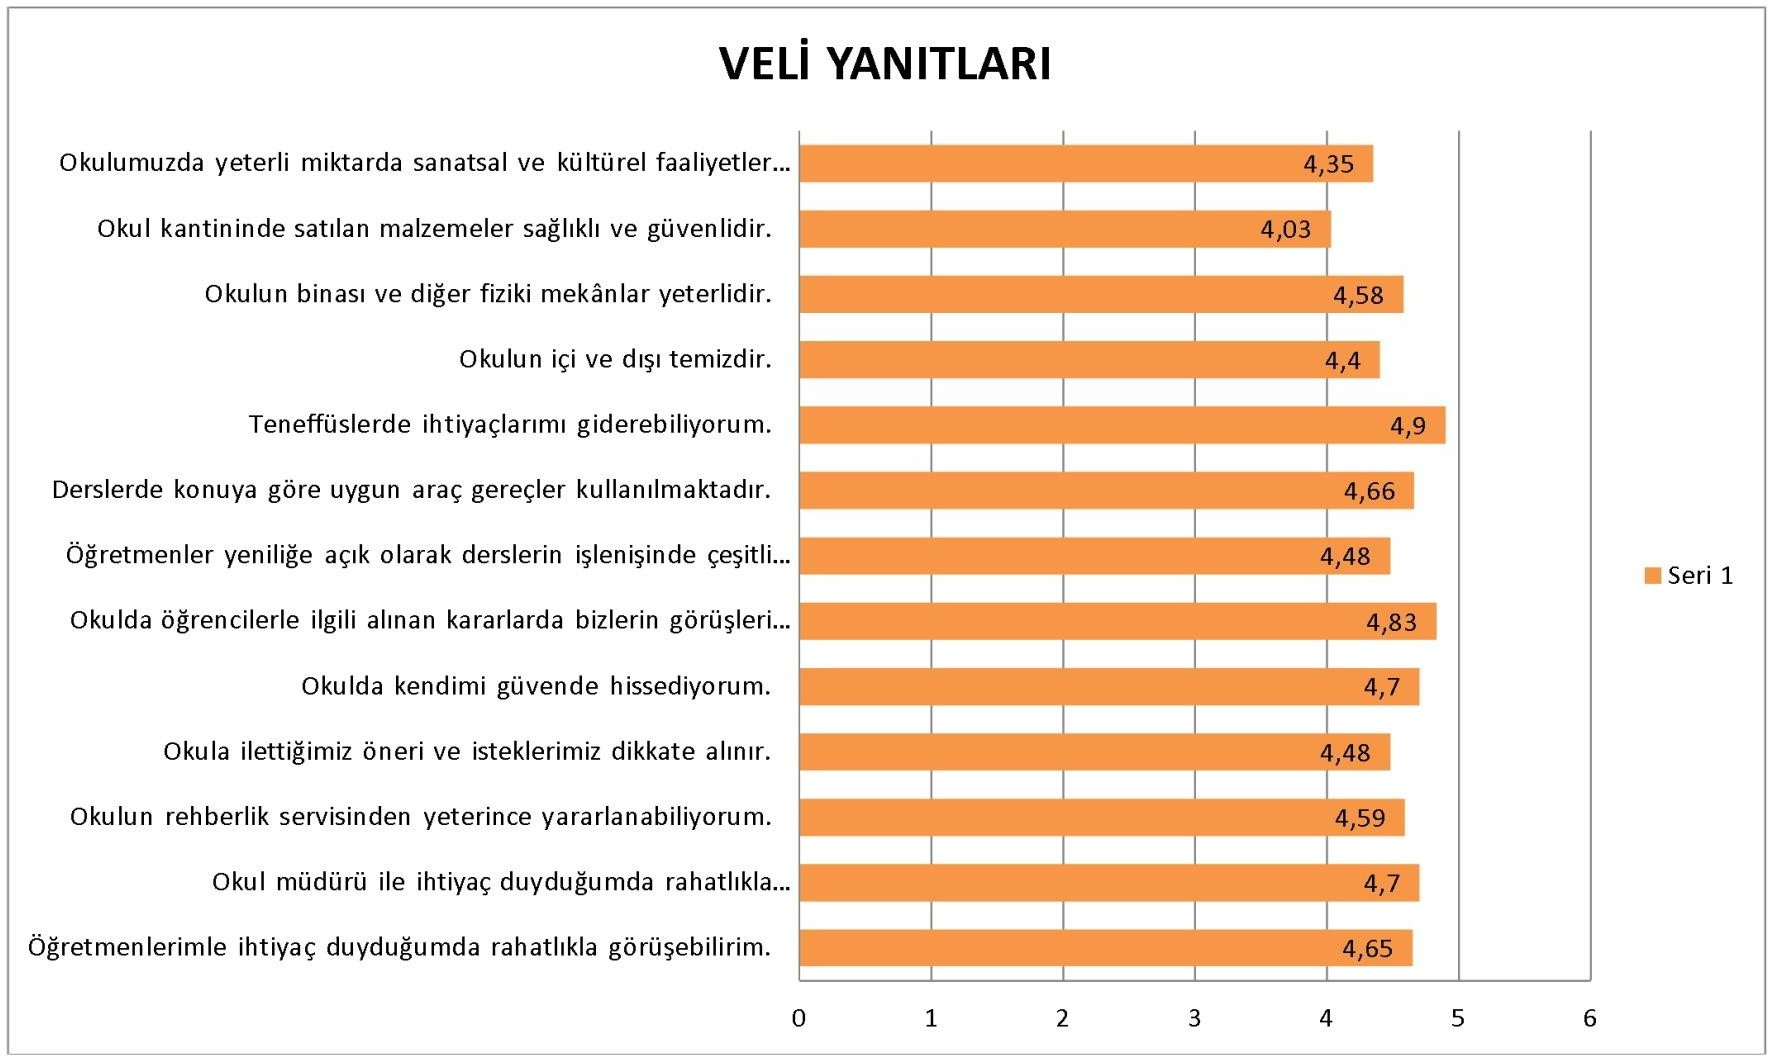 VELİ YANITLARI
Okulumuzda yeterli miktarda sanatsal ve kültürel faaliyetler... 4,35
Okul kantininde satılan malzemeler sağlıklı ve güvenlidir. 4,03
Okulun binası ve diğer fiziki mekânlar yeterlidir. 4,58
Okulun içi ve dışı temizdir. 4,4
Teneffüslerde ihtiyaçlarımı giderebiliyorum. 4,9
Derslerde konuya göre uygun araç gereçler kullanılmaktadır. 4,66
Öğretmenler yeniliğe açık olarak derslerin işlenişinde çeşitli... 4,48
Okulda öğrencilerle ilgili alınan kararlarda bizlerin görüşleri... 4,83
Okulda kendimi güvende hissediyorum. 4,7
Okula ilettiğimiz öneri ve isteklerimiz dikkate alınır. 4,48
Okulun rehberlik servisinden yeterince yararlanabiliyorum. 4,59
Okul müdürü ile ihtiyaç duyduğumda rahatlıkla... 4,7
Öğretmenlerimle ihtiyaç duyduğumda rahatlıkla görüşebilirim. 4,65
0 1 2 3 4 5 6
Seri 1